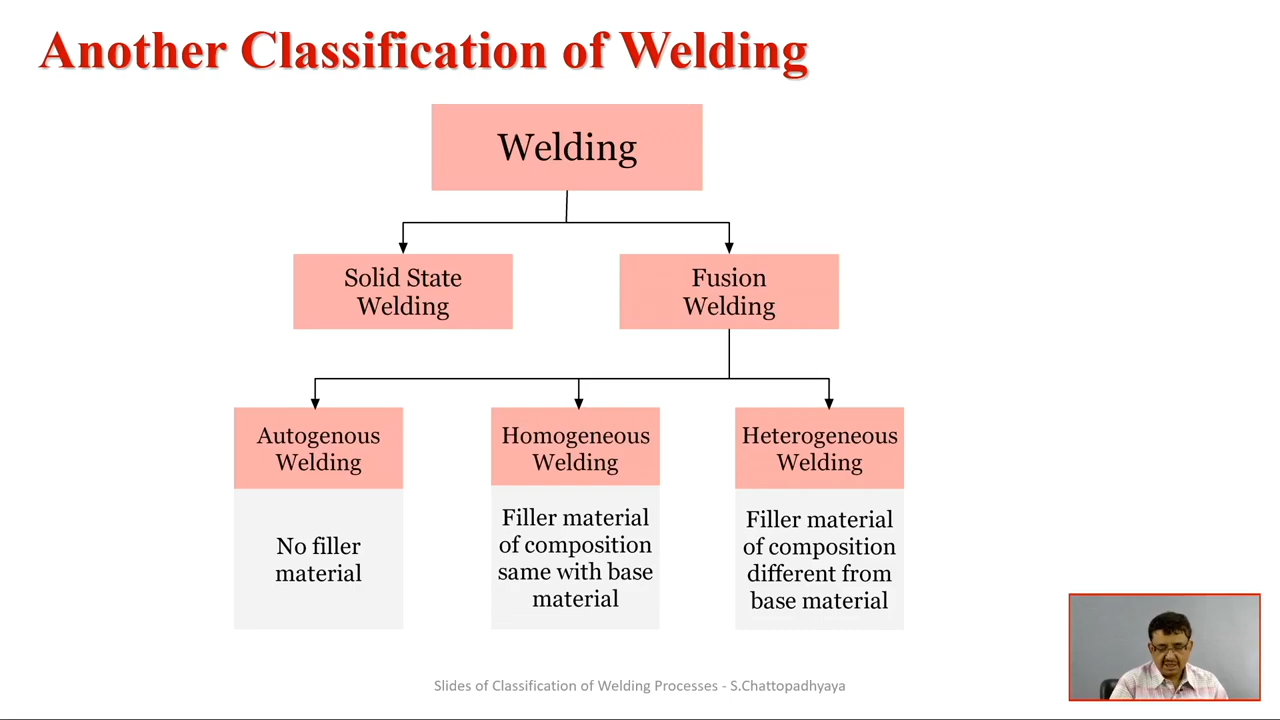 Another Classification of Welding
Welding
Solid State
Welding
Fusion
Welding
Autogenous
Welding
No filler
material
Homogeneous
Welding
Filler material
of composition
same with base
material
Heterogeneous
Welding
Filler material
of composition
different from
base material
Slides of Classification of Welding Processes - S.Chattopadhyaya